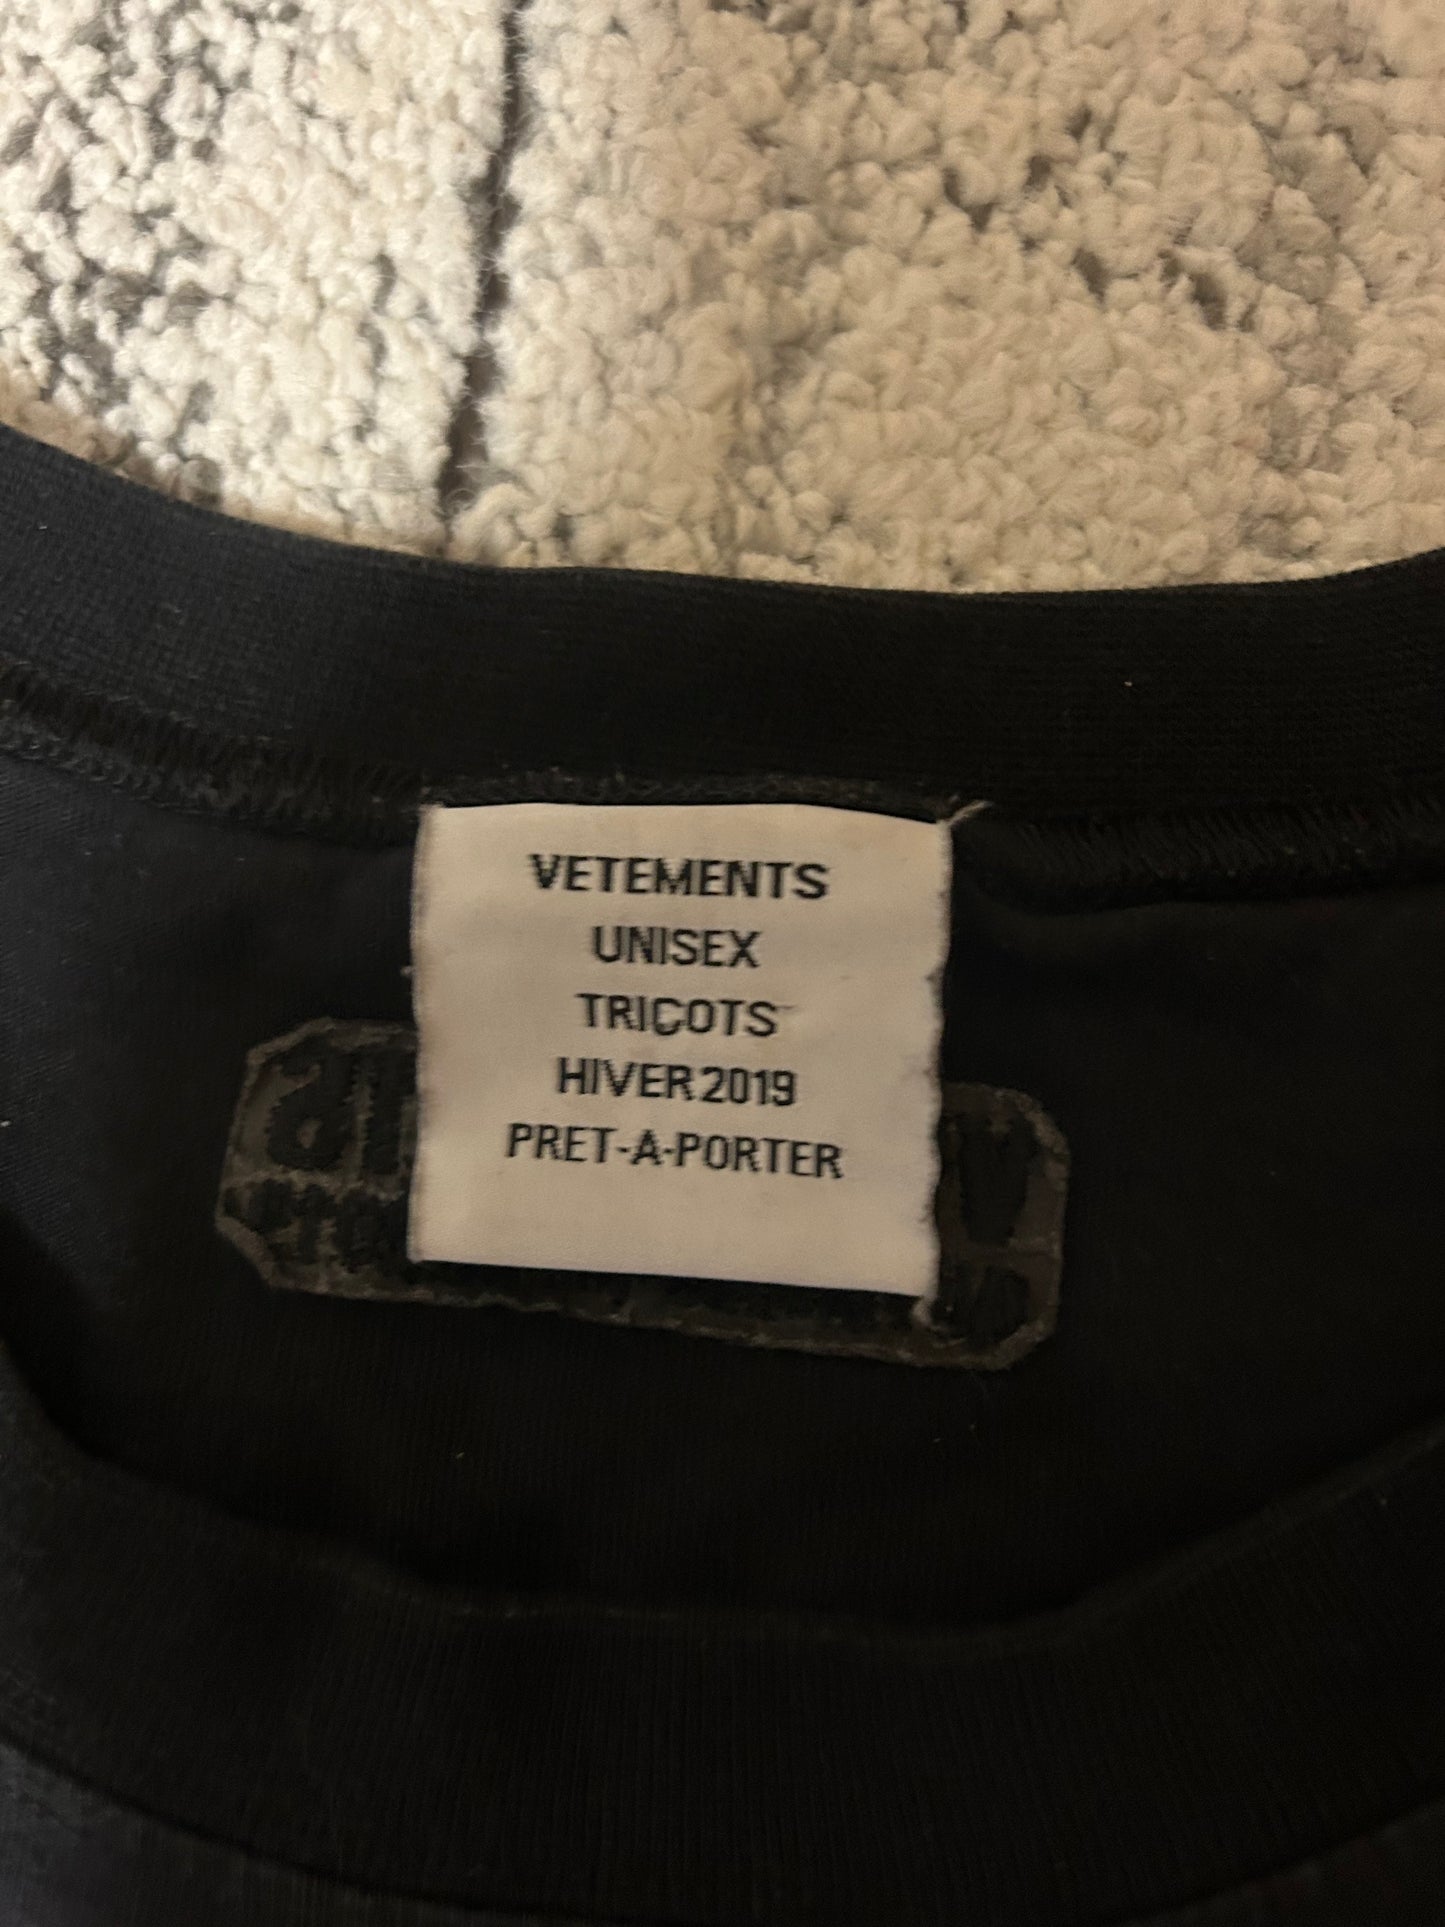 VETEMENTS
UNISEX
TRICOTS
HIVER 2019
PRET-A-PORTER